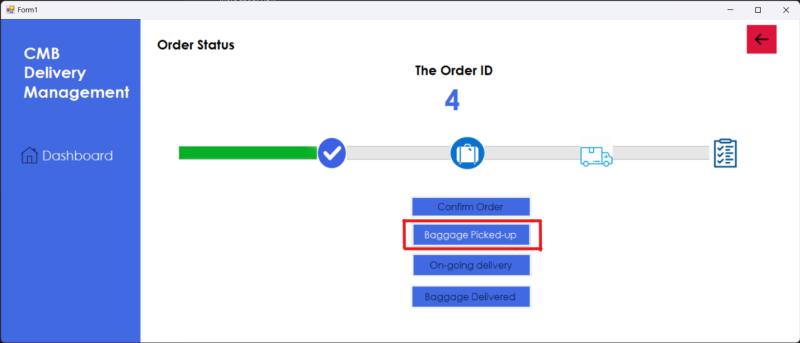 Form1
CMB
Delivery
Management
Dashboard
Order Status
The Order ID
4
Confirm Order
Baggage Picked-up
On-going delivery
Baggage Delivered